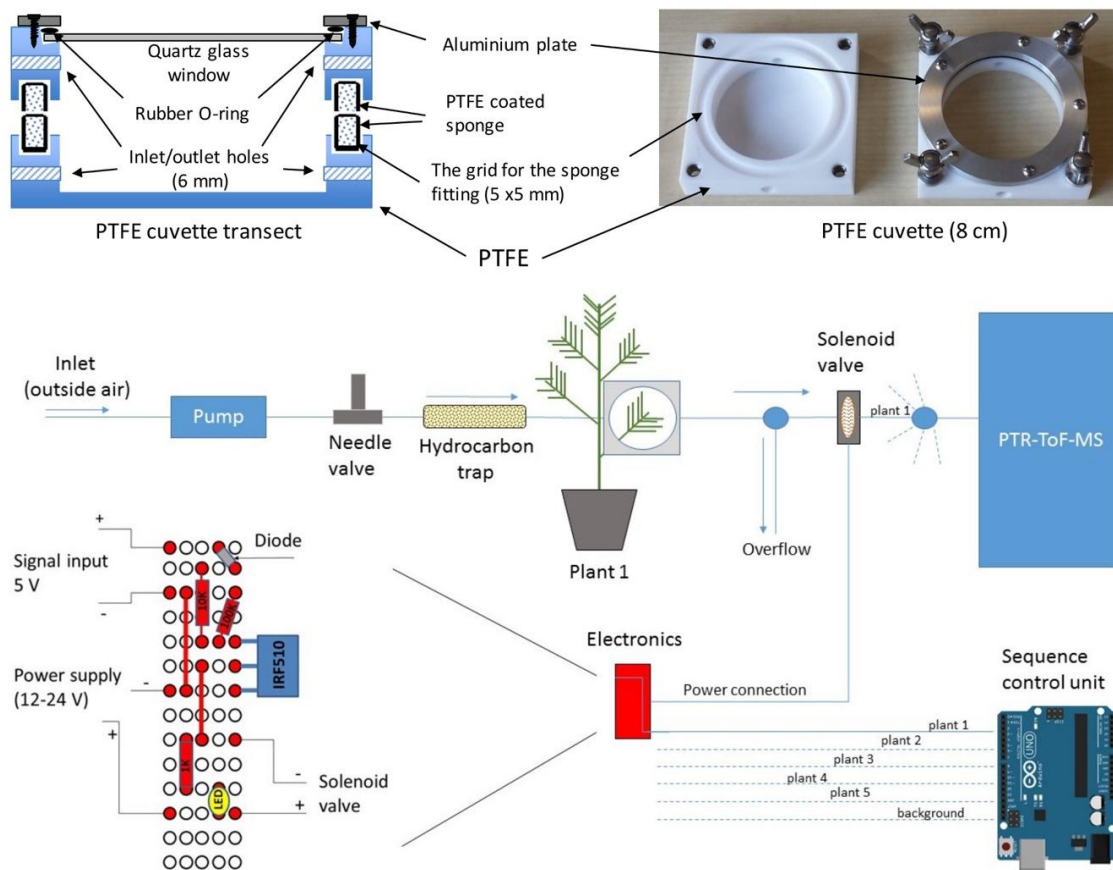 Quartz glass
window
Rubber O-ring
Inlet/outlet holes
(6 mm)
PTFE cuvette transect
Aluminium plate
PTFE coated
sponge
The grid for the sponge
fitting (5 x5 mm)
PTFE
PTFE cuvette (8 cm)
Inlet
(outside air)
Pump
Needle
valve
Hydrocarbon
trap
Plant 1
Overflow
Solenoid
valve
plant 1
PTR-ToF-MS
+
Signal input
5 V
-
Power supply
(12-24 V)
-
+
Diode
10K
100K
IRF510
1K
LED
-
Solenoid
valve
+
Electronics
Power connection
Sequence
control unit
plant 1
plant 2
plant 3
plant 4
plant 5
background
UNO